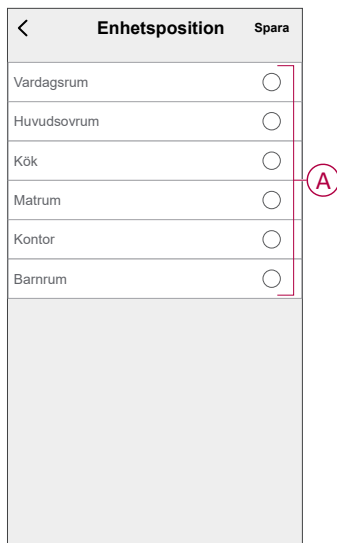 Enhetsposition Spara
Vardagsrum
Huvudsovrum
Kök
A
Matrum
Kontor
Barnrum